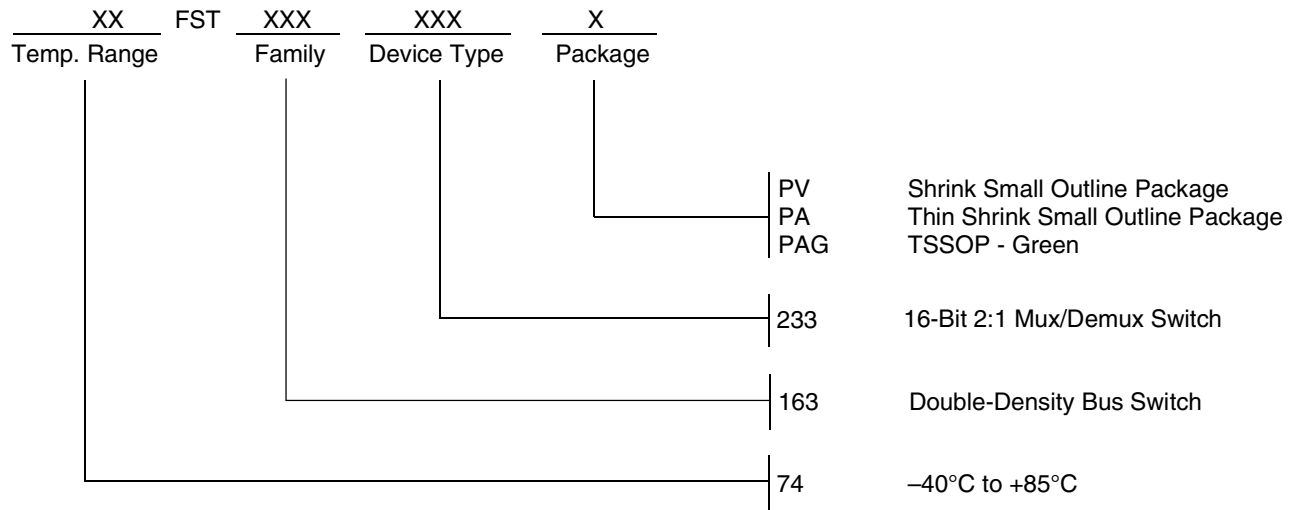 XX FST XXX XXX X
Temp. Range Family Device Type Package
PV Shrink Small Outline Package
PA Thin Shrink Small Outline Package
PAG TSSOP - Green
233 16-Bit 2:1 Mux/Demux Switch
163 Double-Density Bus Switch
74 –40°C to +85°C